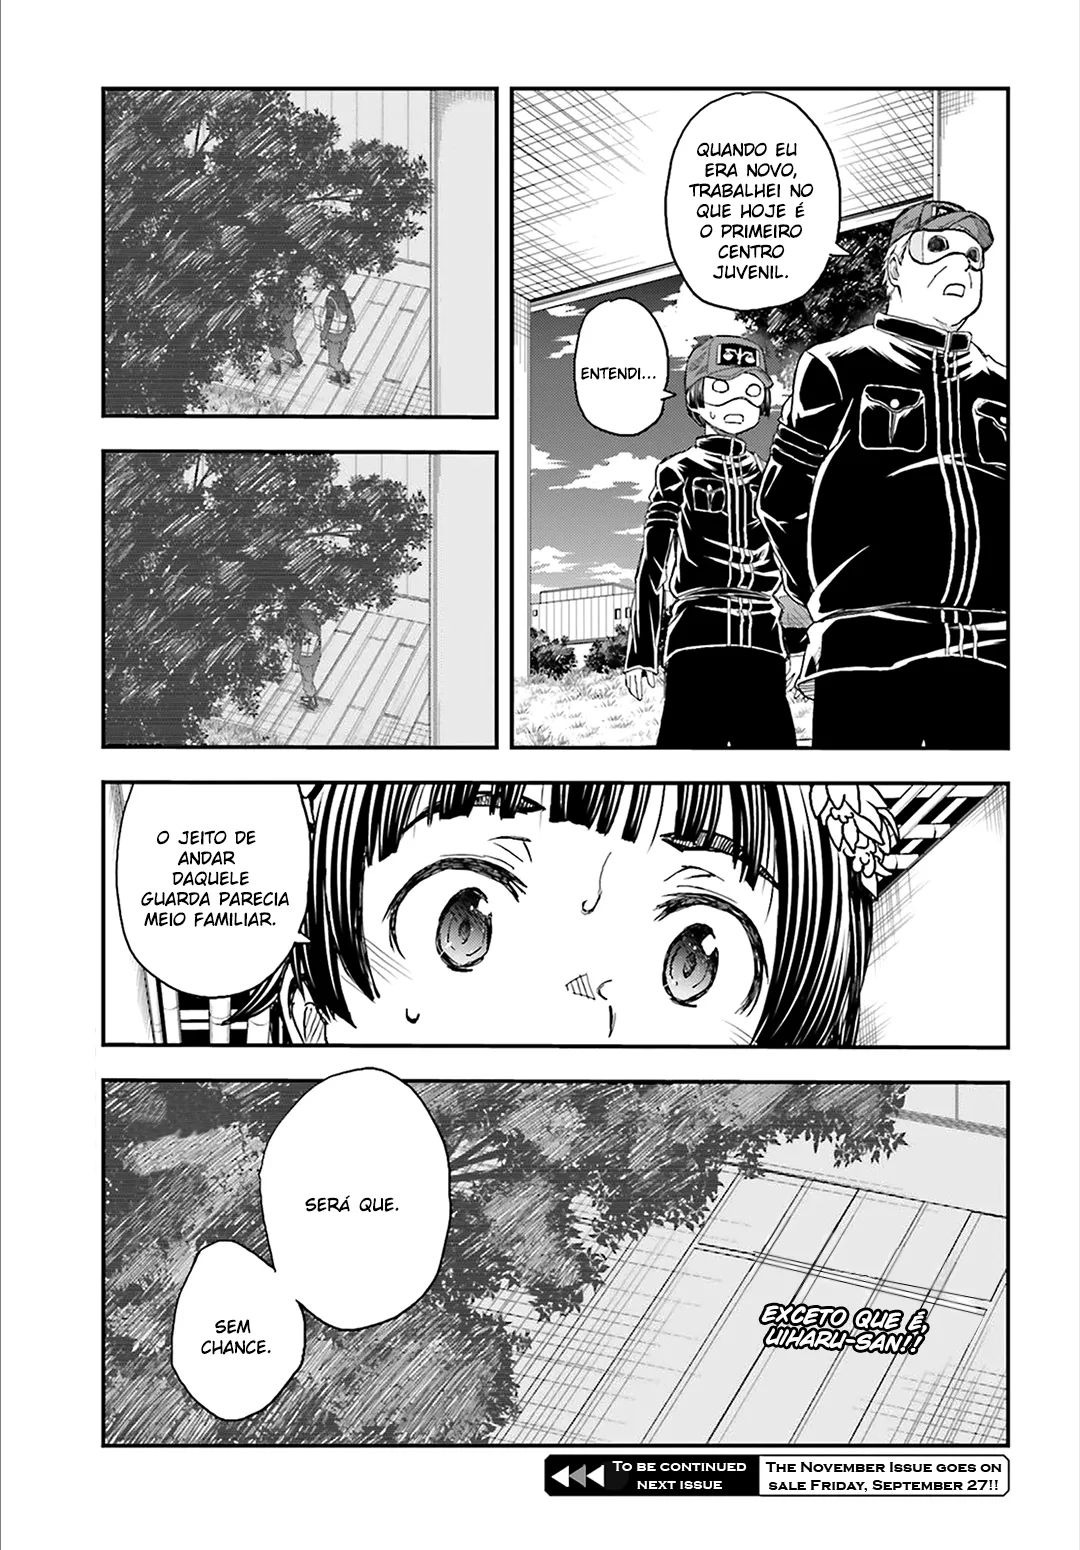 QUANDO EU
ERA NOVO,
TRABALHEI NO
QUE HOJE É
O PRIMEIRO
CENTRO
JUVENIL.
ENTENDI...
O JEITO DE
ANDAR
DAQUELE
GUARDA PARECIA
MEIO FAMILIAR.
SERÁ QUE.
SEM
CHANCE.
EXCETO QUE É
UIHARU-SAN!!
TO BE CONTINUED
NEXT ISSUE
THE NOVEMBER ISSUE GOES ON
SALE FRIDAY, SEPTEMBER 27!!